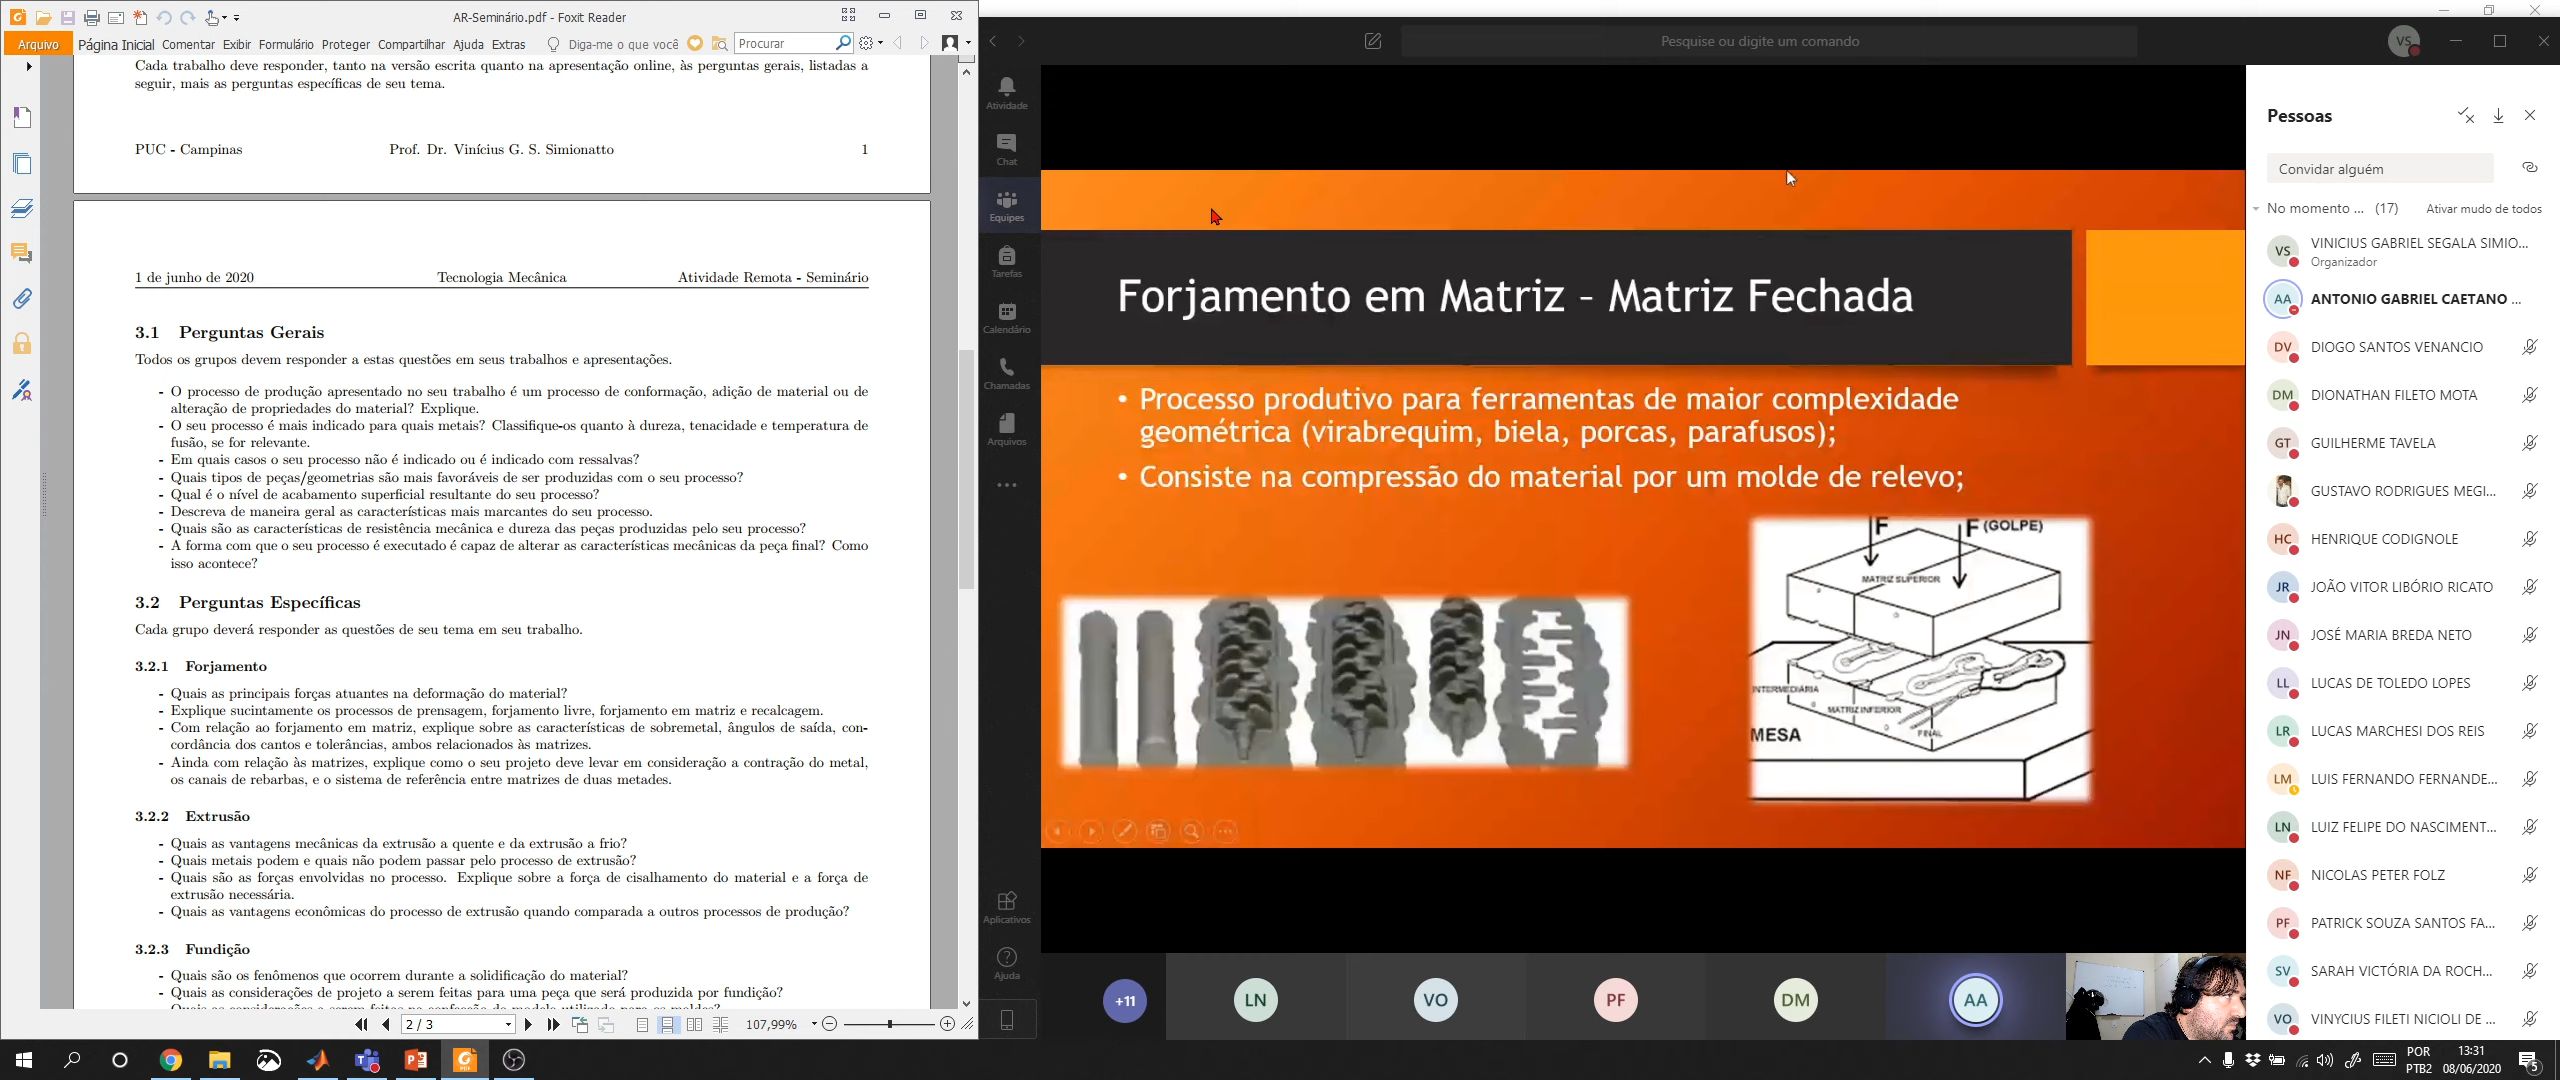 AR-Seminário.pdf - Foxit Reader
Arquivo Página Inicial Comentar Exibir Formulário Proteger Compartilhar Ajuda Extras Diga-me o que você Procurar
Cada trabalho deve responder, tanto na versão escrita quanto na apresentação online, às perguntas gerais, listadas a
seguir, mais as perguntas específicas de seu tema.
PUC - Campinas Prof. Dr. Vinícius G. S. Simionatto 1
1 de junho de 2020 Tecnologia Mecânica Atividade Remota - Seminário
3.1 Perguntas Gerais
Todos os grupos devem responder a estas questões em seus trabalhos e apresentações.
- O processo de produção apresentado no seu trabalho é um processo de conformação, adição de material ou de
alteração de propriedades do material? Explique.
- O seu processo é mais indicado para quais metais? Classifique-os quanto à dureza, tenacidade e temperatura de
fusão, se for relevante.
- Em quais casos o seu processo não é indicado ou é indicado com ressalvas?
- Quais tipos de peças/geometrias são mais favoráveis de ser produzidas com o seu processo?
- Qual é o nível de acabamento superficial resultante do seu processo?
- Descreva de maneira geral as características mais marcantes do seu processo.
- Quais são as características de resistência mecânica e dureza das peças produzidas pelo seu processo?
- A forma com que o seu processo é executado é capaz de alterar as características mecânicas da peça final? Como
isso acontece?
3.2 Perguntas Específicas
Cada grupo deverá responder as questões de seu tema em seu trabalho.
3.2.1 Forjamento
- Quais as principais forças atuantes na deformação do material?
- Explique sucintamente os processos de prensagem, forjamento livre, forjamento em matriz e recalcagem.
- Com relação ao forjamento em matriz, explique sobre as características de sobremetal, ângulos de saída, con-
cordância dos cantos e tolerâncias, ambos relacionados às matrizes.
- Ainda com relação às matrizes, explique como o seu projeto deve levar em consideração a contração do metal,
os canais de rebarbas, e o sistema de referência entre matrizes de duas metades.
3.2.2 Extrusão
- Quais as vantagens mecânicas da extrusão a quente e da extrusão a frio?
- Quais metais podem e quais não podem passar pelo processo de extrusão?
- Quais são as forças envolvidas no processo. Explique sobre a força de cisalhamento do material e a força de
extrusão necessária.
- Quais as vantagens econômicas do processo de extrusão quando comparada a outros processos de produção?
3.2.3 Fundição
- Quais são os fenômenos que ocorrem durante a solidificação do material?
- Quais as considerações de projeto a serem feitas para uma peça que será produzida por fundição?
2 / 3 107,99%
Pesquise ou digite um comando VS
Atividade
Chat
Equipes
Tarefas
Calendário
Chamadas
Arquivos
Aplicativos
Ajuda
Forjamento em Matriz – Matriz Fechada
• Processo produtivo para ferramentas de maior complexidade
geométrica (virabrequim, biela, porcas, parafusos);
• Consiste na compressão do material por um molde de relevo;
F F (GOLPE)
MATRIZ SUPERIOR
INTERMEDIÁRIA
MATRIZ INFERIOR
FINAL
MESA
+11 LN VO PF DM AA
Pessoas
Convidar alguém
No momento ... (17) Ativar mudo de todos
VS VINICIUS GABRIEL SEGALA SIMIO...
Organizador
AA ANTONIO GABRIEL CAETANO ...
DV DIOGO SANTOS VENANCIO
DM DIONATHAN FILETO MOTA
GT GUILHERME TAVELA
GUSTAVO RODRIGUES MEGI...
HC HENRIQUE CODIGNOLE
JR JOÃO VITOR LIBÓRIO RICATO
JN JOSÉ MARIA BREDA NETO
LL LUCAS DE TOLEDO LOPES
LR LUCAS MARCHESI DOS REIS
LM LUIS FERNANDO FERNANDE...
LN LUIZ FELIPE DO NASCIMENT...
NF NICOLAS PETER FOLZ
PF PATRICK SOUZA SANTOS FA...
SV SARAH VICTÓRIA DA ROCH...
VO VINYCIUS FILETI NICIOLI DE ...
POR 13:31
PTB2 08/06/2020 5